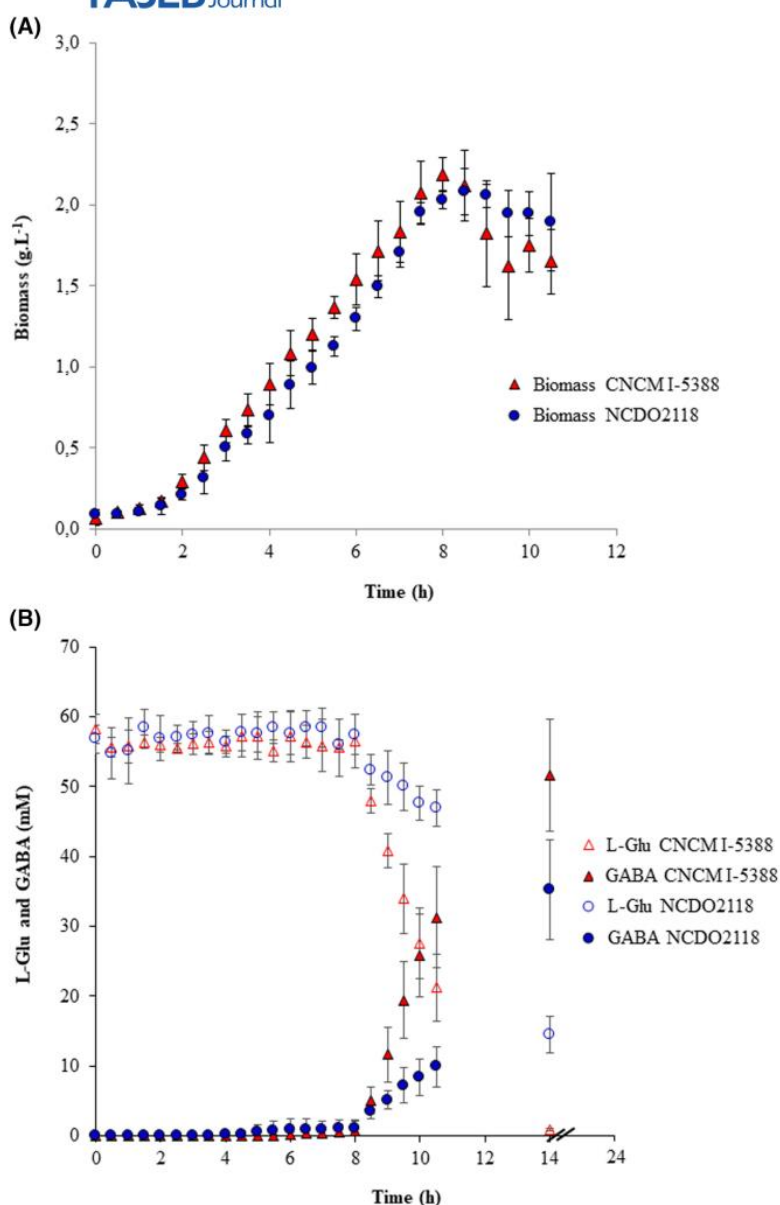 FASEB Journal
(A)
3,0
2,5
2,0
1,5
1,0
0,5
0,0
Biomass (g.L⁻¹)
Biomass CNCM I-5388
Biomass NCDO2118
0 2 4 6 8 10 12
Time (h)
(B)
70
60
50
40
30
20
10
0
L-Glu and GABA (mM)
L-Glu CNCM I-5388
GABA CNCM I-5388
L-Glu NCDO2118
GABA NCDO2118
0 2 4 6 8 10 12 14 24
Time (h)